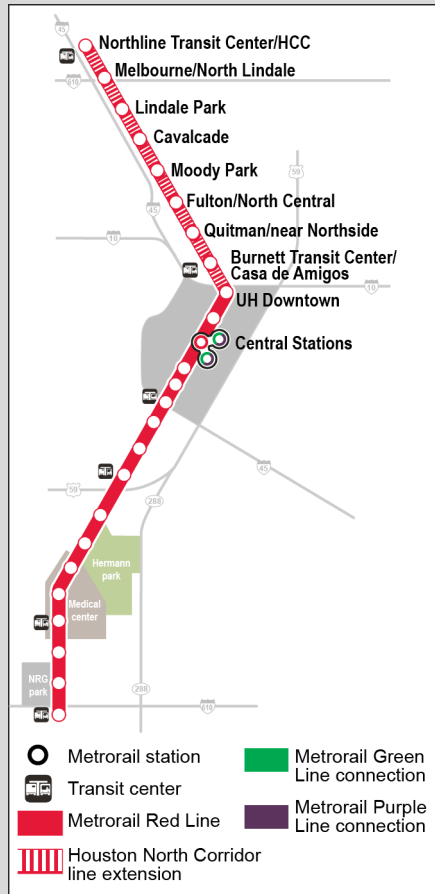 45
Northline Transit Center/HCC
Melbourne/North Lindale
610
Lindale Park
Cavalcade
59
Moody Park
Fulton/North Central
45
Quitman/near Northside
10
Burnett Transit Center/
Casa de Amigos
10
UH Downtown
Central Stations
45
59
288
Hermann
park
Medical
center
NRG
park
288
610
Metrorail station
Transit center
Metrorail Red Line
Houston North Corridor
line extension
Metrorail Green
Line connection
Metrorail Purple
Line connection